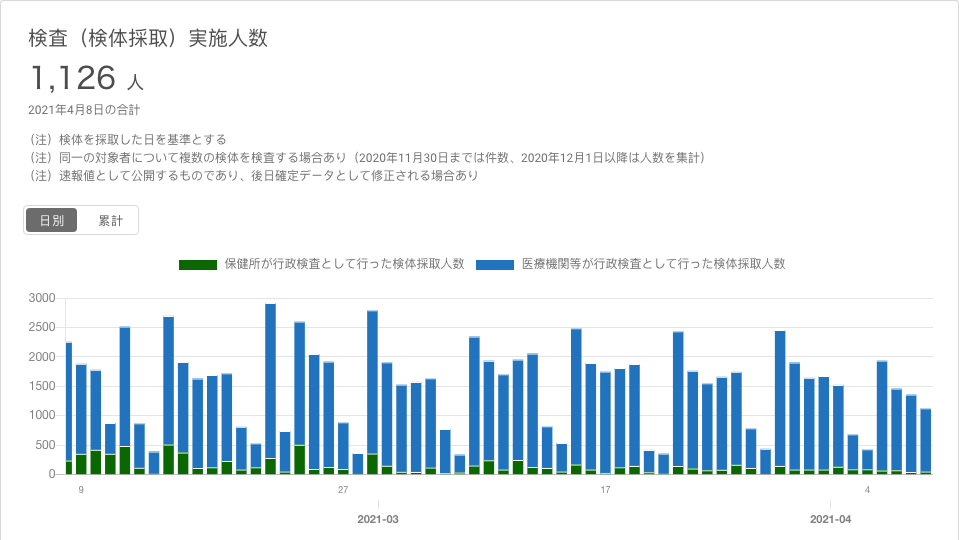 検査（検体採取）実施人数
1,126 人
2021年4月8日の合計
（注）検体を採取した日を基準とする
（注）同一の対象者について複数の検体を検査する場合あり（2020年11月30日までは件数、2020年12月1日以降は人数を集計）
（注）速報値として公開するものであり、後日確定データとして修正される場合あり
日別 累計
保健所が行政検査として行った検体採取人数 医療機関等が行政検査として行った検体採取人数
3000
2500
2000
1500
1000
500
0
9 27 17 4
2021-03 2021-04